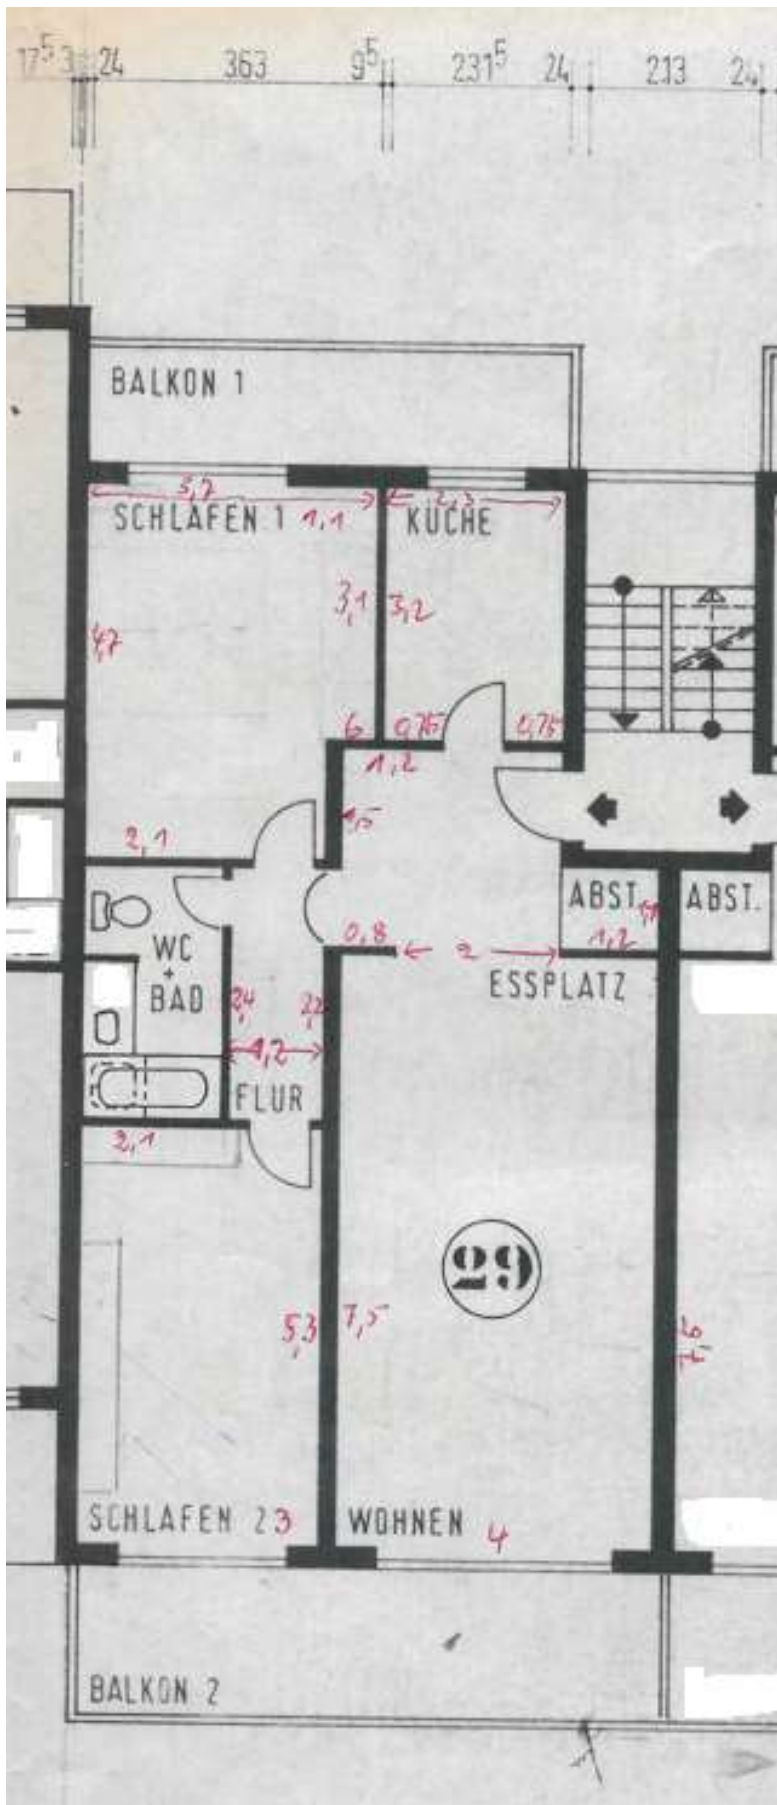 17⁵ 3 24 363 9⁵ 231⁵ 24 213 24
BALKON 1
3,7 2,3
SCHLAFEN 1 1,1 KÜCHE
3,1 3,2
4,7
0,75 0,75
1,2
1,5
2,1
ABST. 1,1 ABST.
0,8 2 1,2
WC
+
BAD
ESSPLATZ
2,4 2,2
1,2
FLUR
2,1
29
5,3 7,5 7,6
SCHLAFEN 2 3 WOHNEN 4
BALKON 2